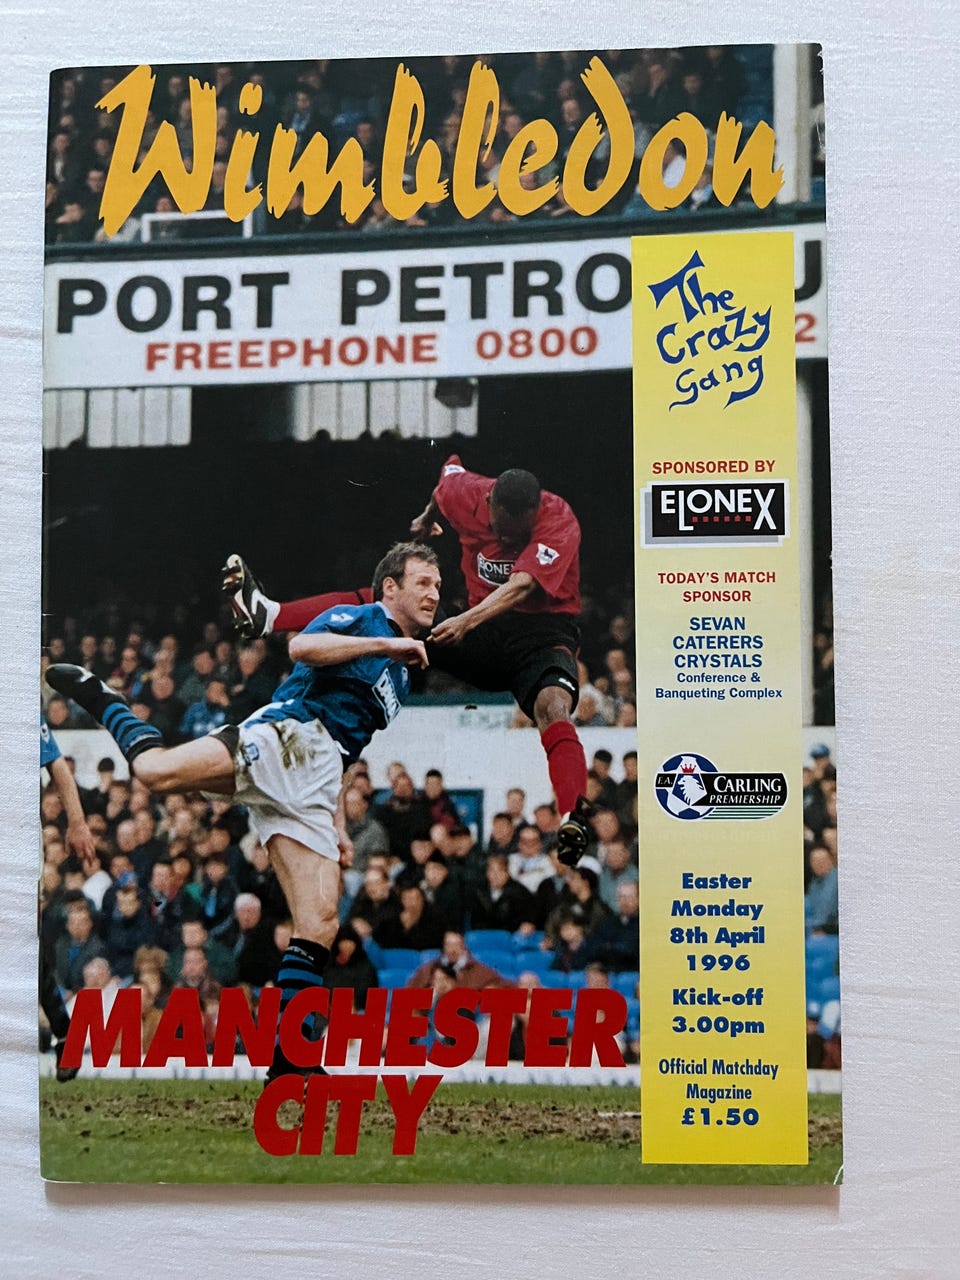 Wimbledon
PORT PETRO U
FREEPHONE 0800 2
The
Crazy
Gang
SPONSORED BY
ELONEX
TODAY'S MATCH
SPONSOR
SEVAN
CATERERS
CRYSTALS
Conference &
Banqueting Complex
F.A. CARLING
PREMIERSHIP
Easter
Monday
8th April
1996
Kick-off
3.00pm
Official Matchday
Magazine
£1.50
ELONEX
MANCHESTER
CITY